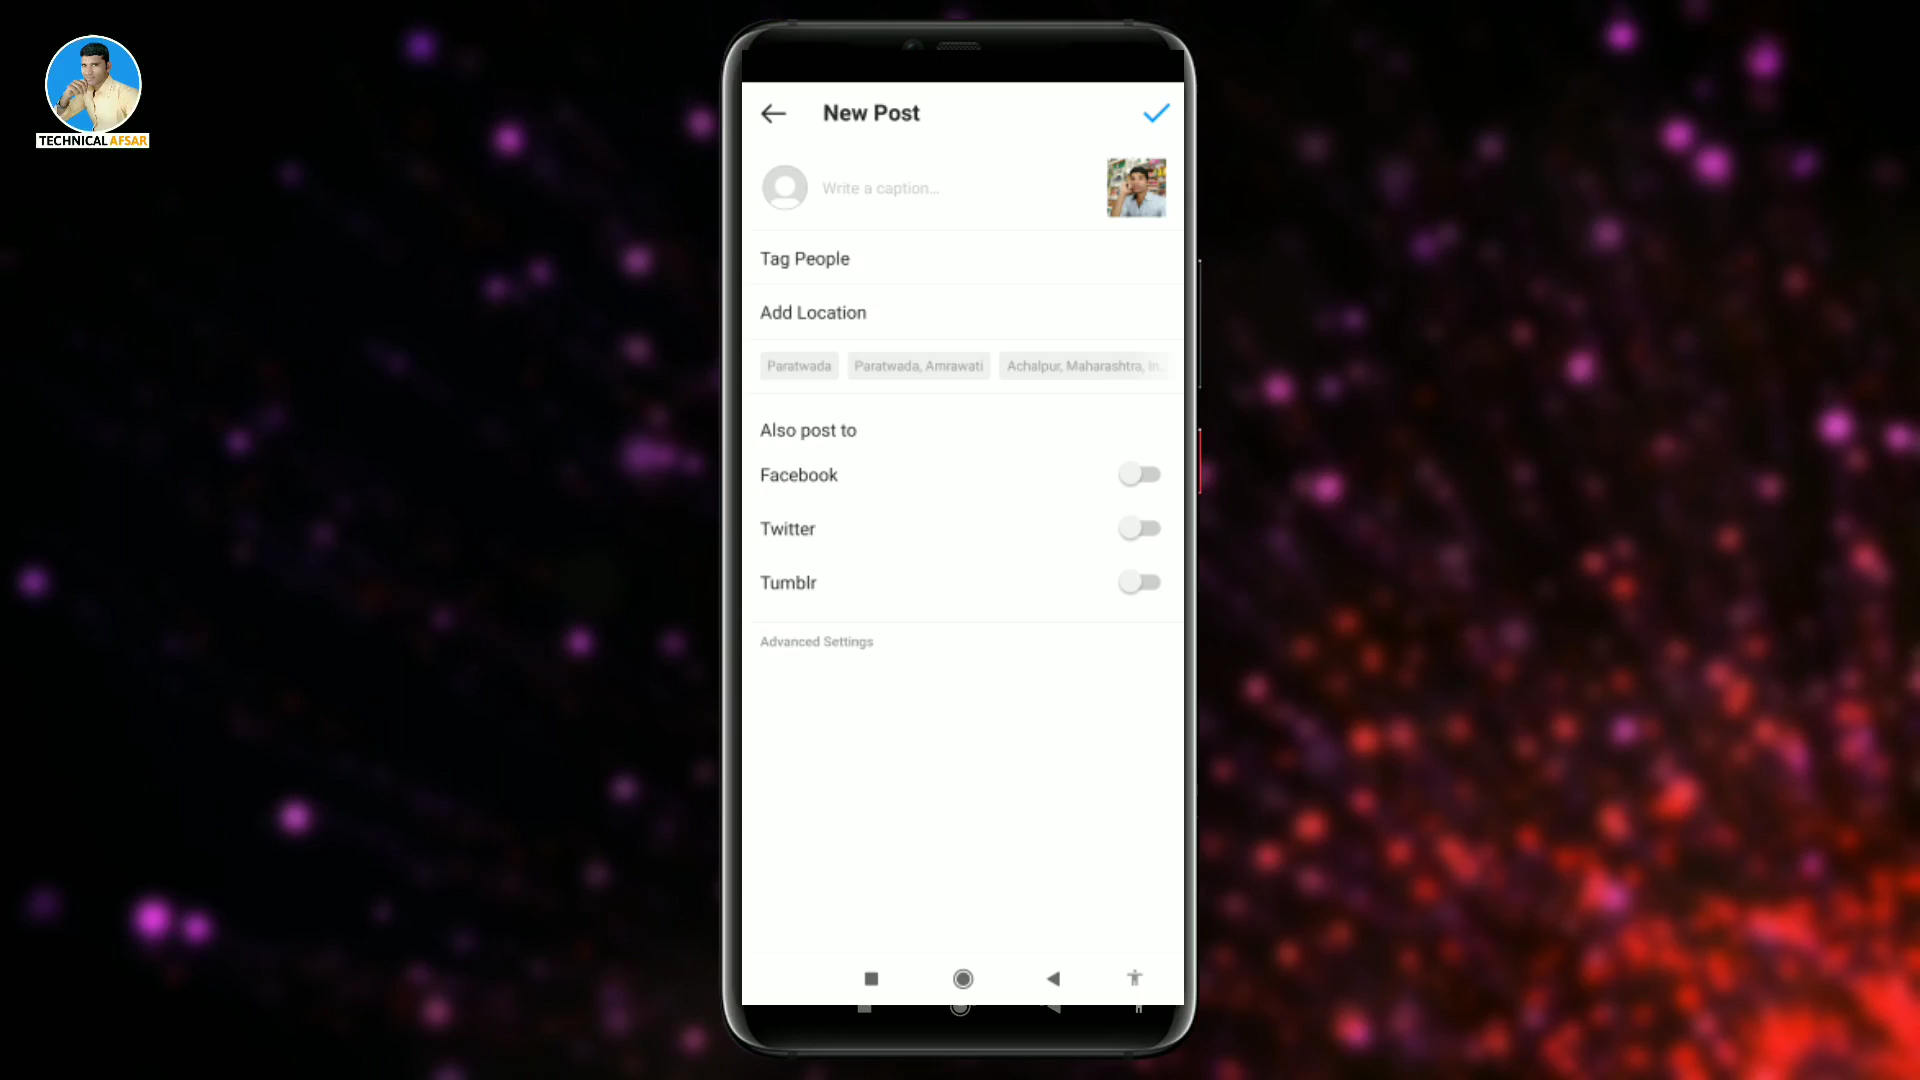 TECHNICAL AFSAR
New Post
Write a caption...
Tag People
Add Location
Paratwada
Paratwada, Amrawati
Achalpur, Maharashtra, In..
Also post to
Facebook
Twitter
Tumblr
Advanced Settings